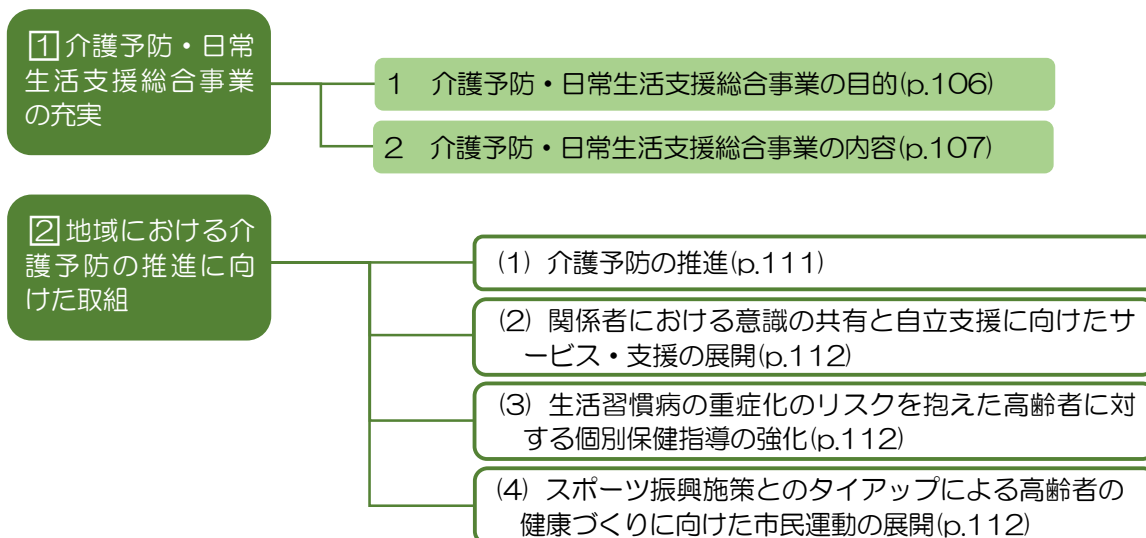 1 介護予防・日常
生活支援総合事業
の充実
1 介護予防・日常生活支援総合事業の目的(p.106)
2 介護予防・日常生活支援総合事業の内容(p.107)
2 地域における介
護予防の推進に向
けた取組
(1) 介護予防の推進(p.111)
(2) 関係者における意識の共有と自立支援に向けたサ
ービス・支援の展開(p.112)
(3) 生活習慣病の重症化のリスクを抱えた高齢者に対
する個別保健指導の強化(p.112)
(4) スポーツ振興施策とのタイアップによる高齢者の
健康づくりに向けた市民運動の展開(p.112)